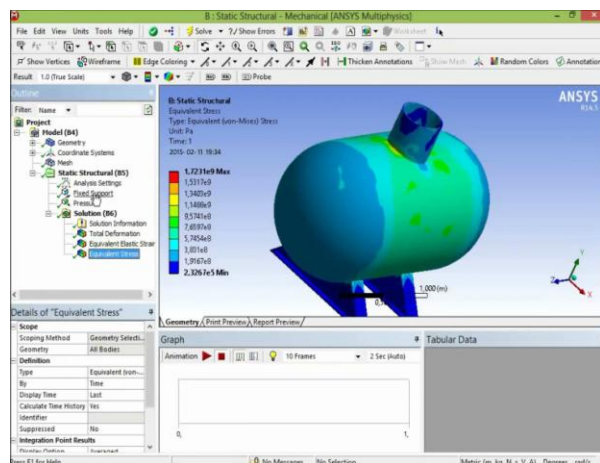 B : Static Structural - Mechanical [ANSYS Multiphysics]
File Edit View Units Tools Help Solve ?/ Show Errors Worksheet
Show Vertices Wireframe Edge Coloring Thicken Annotations Show Mesh Random Colors Annotation
Result 1.0 (True Scale) Probe
Outline
Filter: Name
Project
Model (B4)
Geometry
Coordinate Systems
Mesh
Static Structural (B5)
Analysis Settings
Fixed Support
Solution (B6)
Solution Information
Total Deformation
Equivalent Elastic Strain
Equivalent Stress
B: Static Structural
Equivalent Stress
Type: Equivalent (von-Mises) Stress
Unit: Pa
Time: 1
2015-02-11 19:34
1,7231e9 Max
1,5317e9
1,3403e9
1,1488e9
9,5741e8
7,6597e8
5,7454e8
3,831e8
1,9167e8
2,3267e5 Min
ANSYS
R14.5
1,000 (m)
Y
Z
X
Geometry Print Preview Report Preview
Details of "Equivalent Stress"
Scope
Scoping Method Geometry Selecti...
Geometry All Bodies
Definition
Type Equivalent (von-...
By Time
Display Time Last
Calculate Time History Yes
Identifier
Suppressed No
Integration Point Results
Display Option Averaged
Graph
Animation 10 Frames 2 Sec (Auto)
0, 1,
Tabular Data
Press F1 for Help No Messages No Selection Metric (m, kg, N, s, V, A) Degrees rad/s